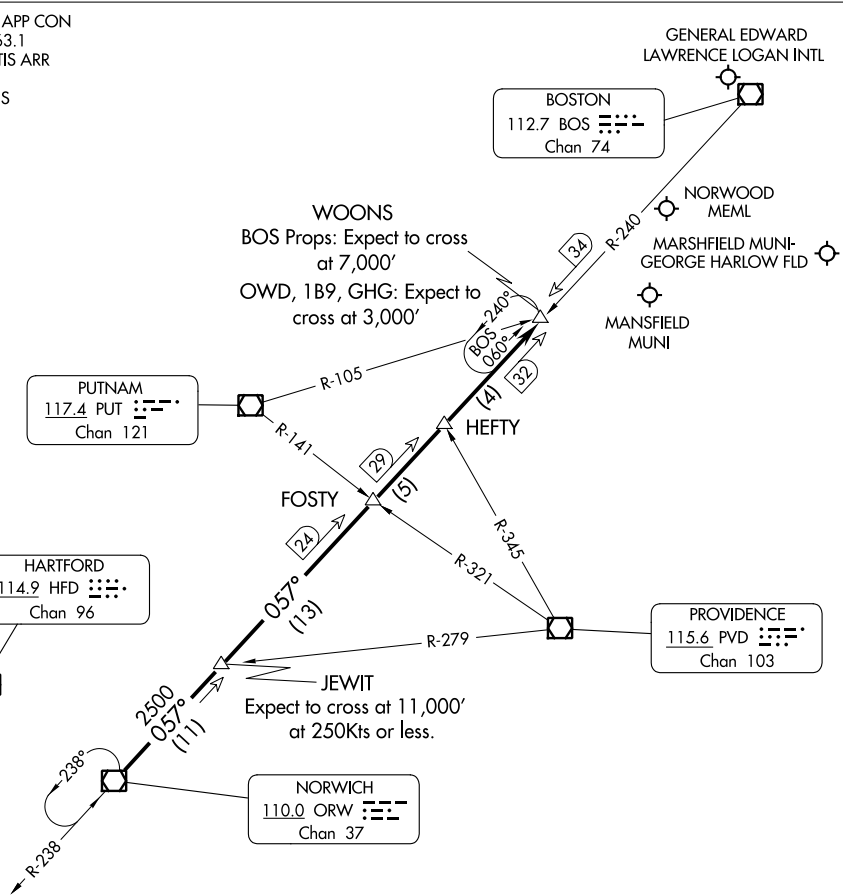 APP CON
63.1
TIS ARR
S
GENERAL EDWARD
LAWRENCE LOGAN INTL
BOSTON
112.7 BOS
Chan 74
R-240
34
NORWOOD
MEML
MARSHFIELD MUNI-
GEORGE HARLOW FLD
MANSFIELD
MUNI
WOONS
BOS Props: Expect to cross
at 7,000'
OWD, 1B9, GHG: Expect to
cross at 3,000'
240°
BOS
060°
32
(4)
HEFTY
PUTNAM
117.4 PUT
Chan 121
R-105
R-141
29
(5)
FOSTY
24
057°
(13)
R-345
R-321
R-279
HARTFORD
114.9 HFD
Chan 96
PROVIDENCE
115.6 PVD
Chan 103
JEWIT
Expect to cross at 11,000'
at 250Kts or less.
2500
057°
(11)
238°
R-238
NORWICH
110.0 ORW
Chan 37